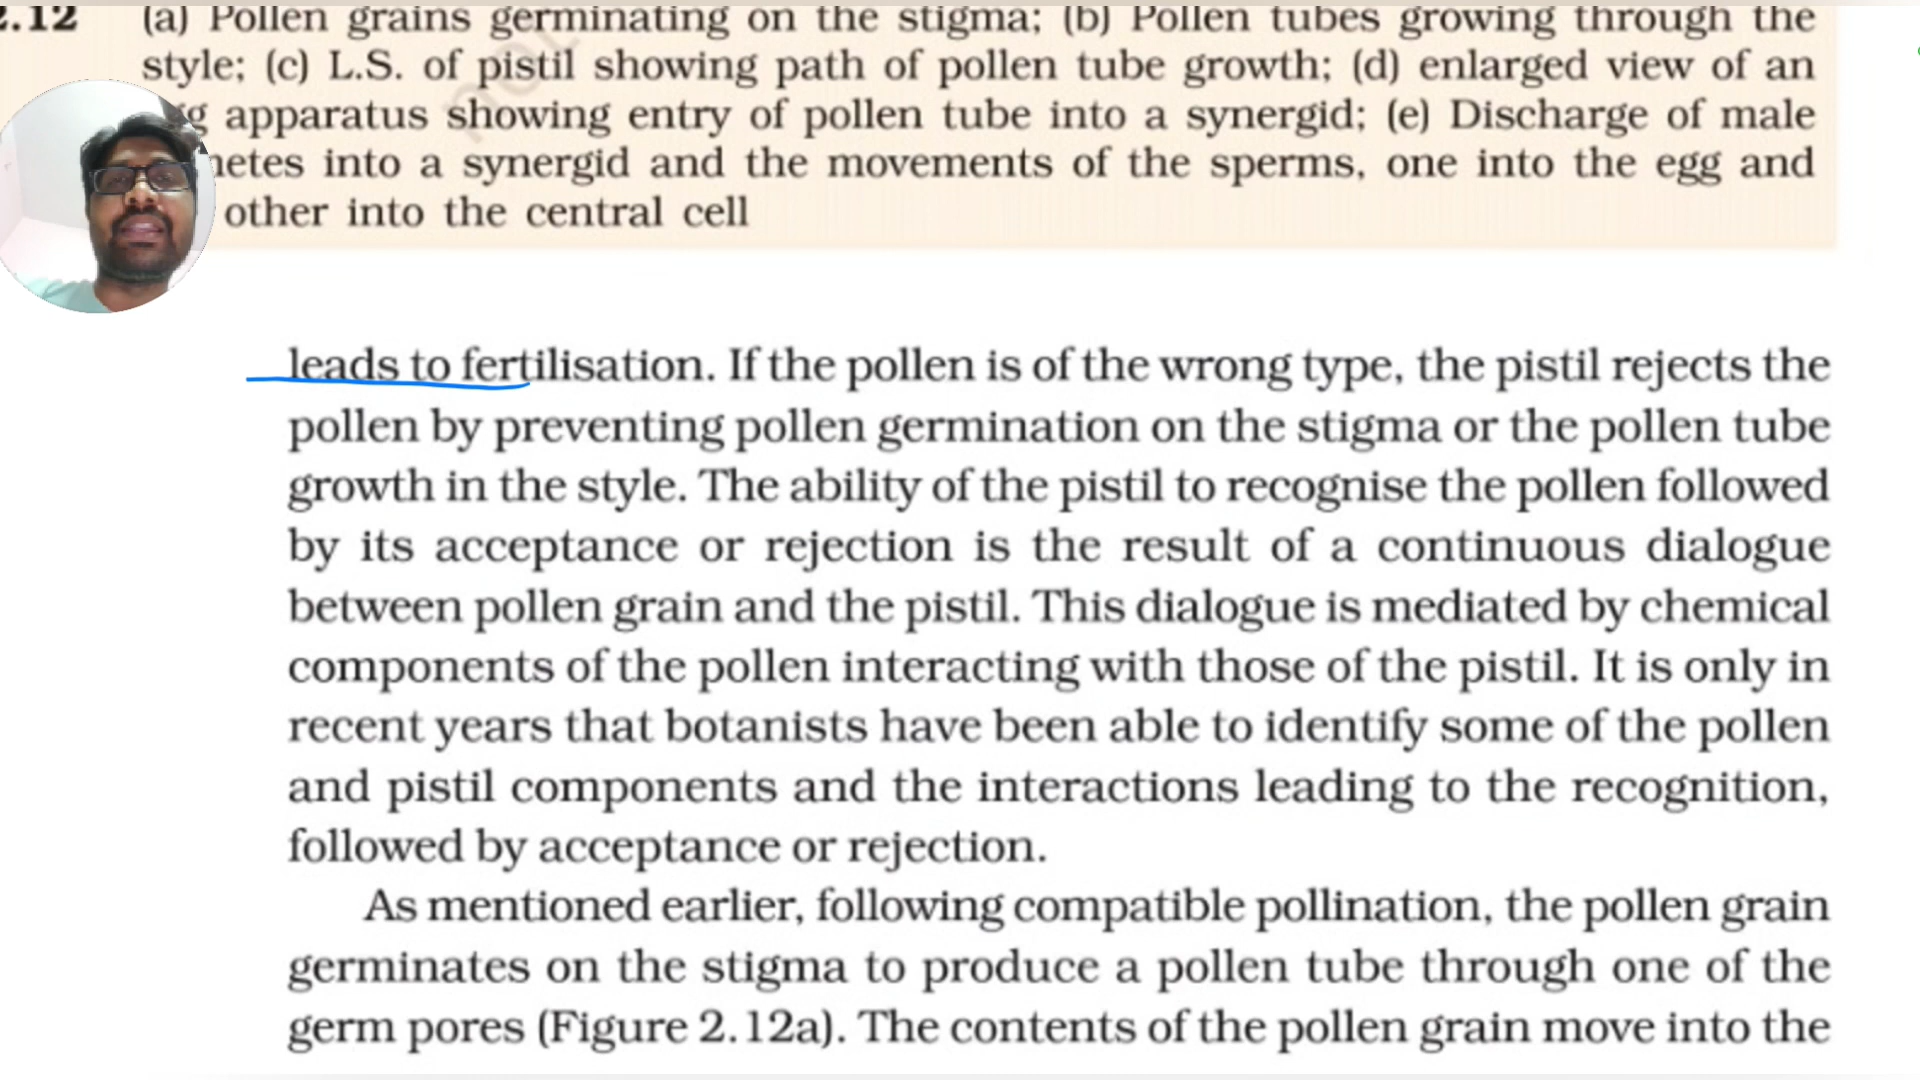 2.12 (a) Pollen grains germinating on the stigma; (b) Pollen tubes growing through the
style; (c) L.S. of pistil showing path of pollen tube growth; (d) enlarged view of an
apparatus showing entry of pollen tube into a synergid; (e) Discharge of male
into a synergid and the movements of the sperms, one into the egg and
other into the central cell
not
leads to fertilisation. If the pollen is of the wrong type, the pistil rejects the
pollen by preventing pollen germination on the stigma or the pollen tube
growth in the style. The ability of the pistil to recognise the pollen followed
by its acceptance or rejection is the result of a continuous dialogue
between pollen grain and the pistil. This dialogue is mediated by chemical
components of the pollen interacting with those of the pistil. It is only in
recent years that botanists have been able to identify some of the pollen
and pistil components and the interactions leading to the recognition,
followed by acceptance or rejection.
As mentioned earlier, following compatible pollination, the pollen grain
germinates on the stigma to produce a pollen tube through one of the
germ pores (Figure 2.12a). The contents of the pollen grain move into the